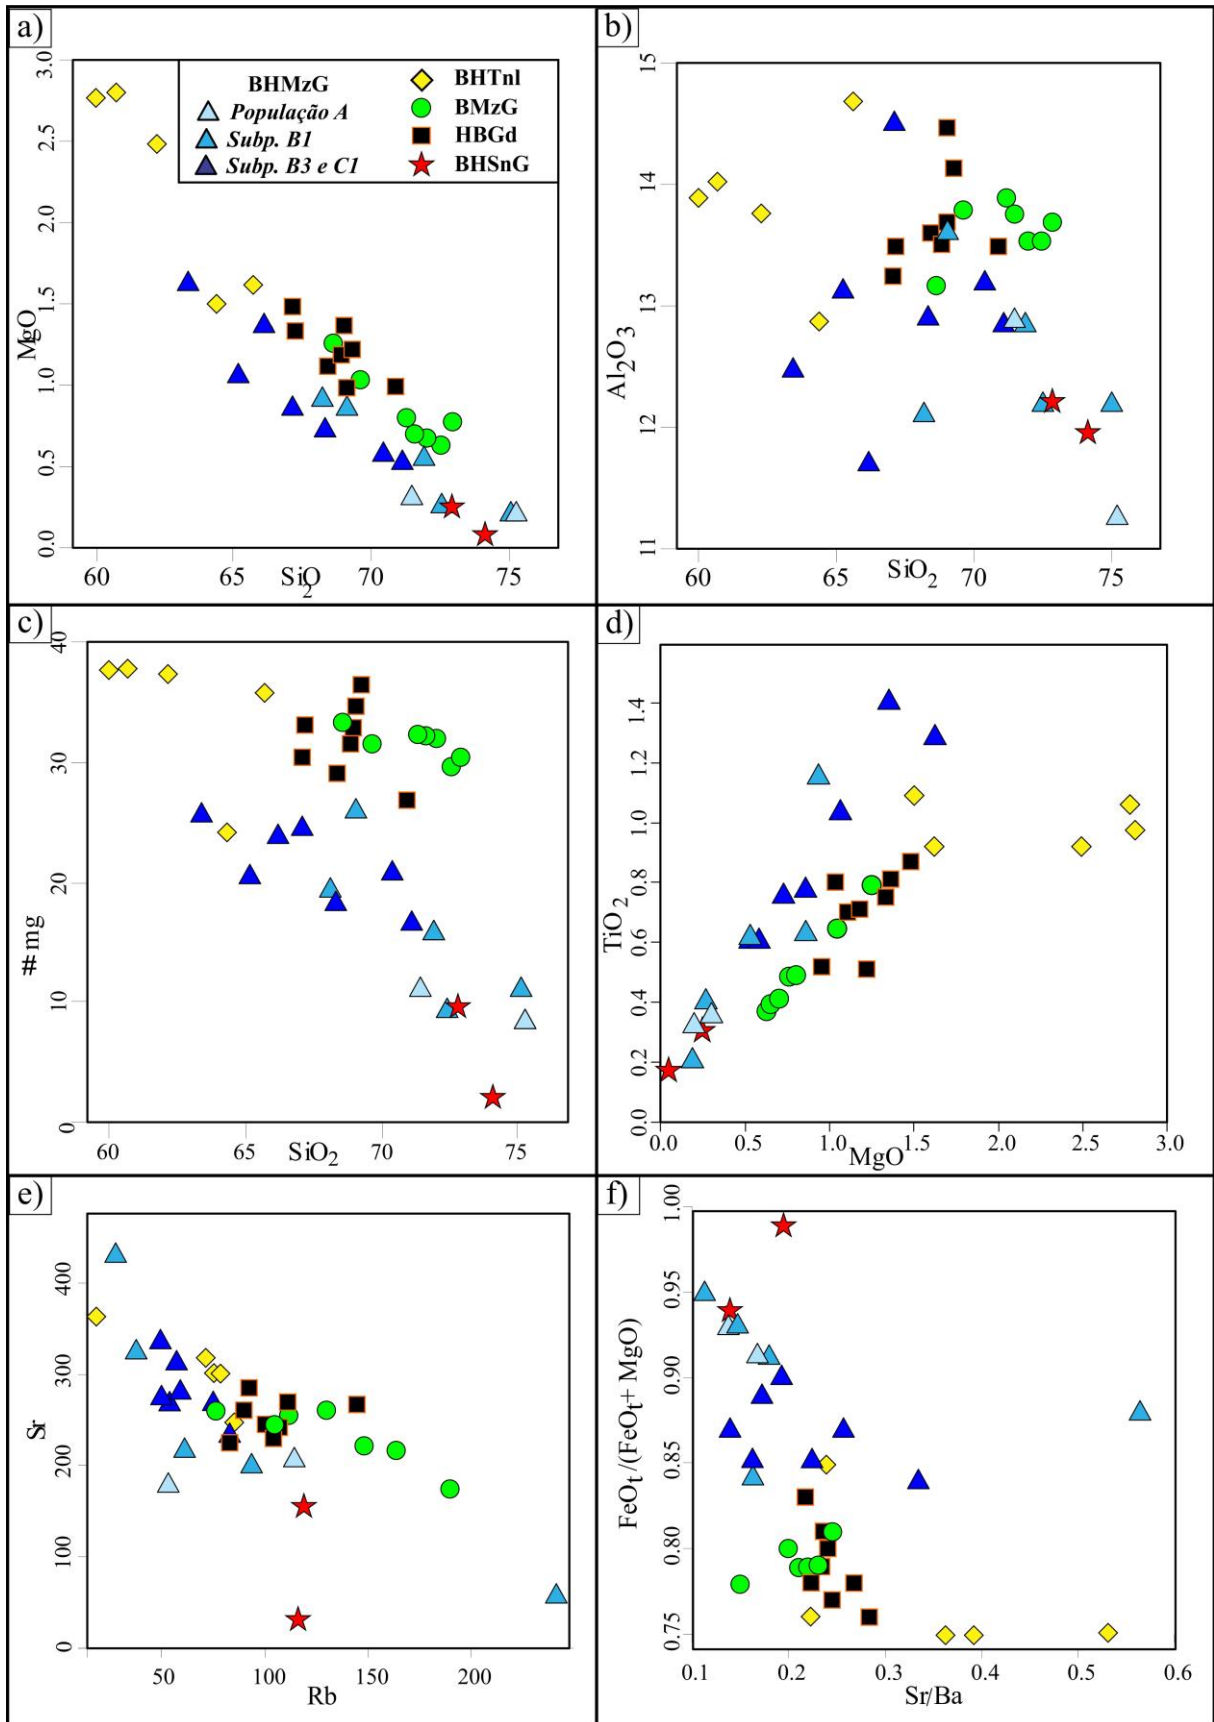 a)
3.0
2.5
2.0
1.5
1.0
0.5
0.0
MgO
BHMzG
População A
Subp. B1
Subp. B3 e C1
BHTnl
BMzG
HBGd
BHSnG
60 65 70 75
SiO2
b)
15
14
13
12
11
Al2O3
60 65 70 75
SiO2
c)
40
30
20
10
0
#mg
60 65 70 75
SiO2
d)
1.4
1.2
1.0
0.8
0.6
0.4
0.2
0.0
TiO2
0.0 0.5 1.0 1.5 2.0 2.5 3.0
MgO
e)
400
300
200
100
0
Sr
50 100 150 200
Rb
f)
1.00
0.95
0.90
0.85
0.80
0.75
FeOt/(FeOt+ MgO)
0.1 0.2 0.3 0.4 0.5 0.6
Sr/Ba